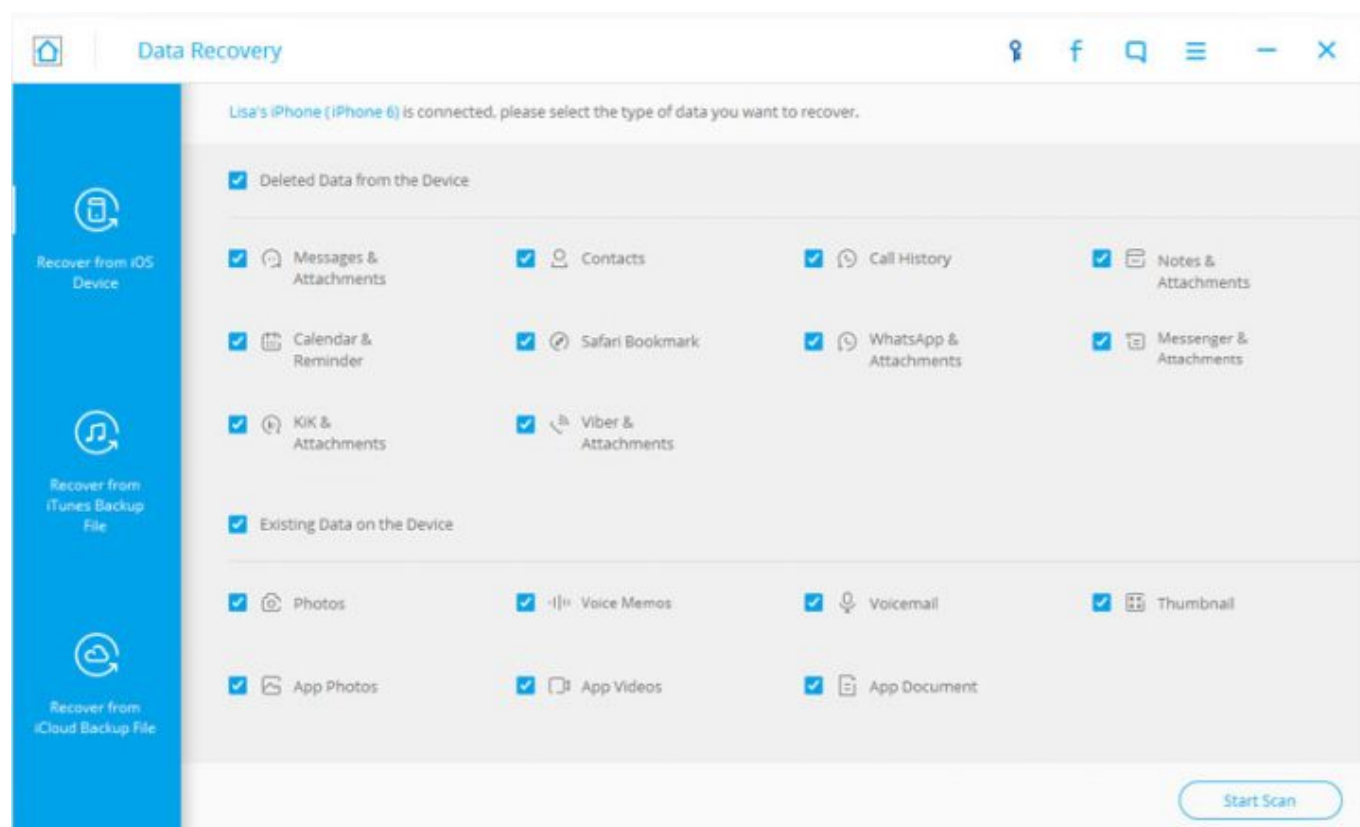 Data Recovery
Lisa's iPhone (iPhone 6) is connected, please select the type of data you want to recover.
Recover from iOS
Device
Recover from
iTunes Backup
File
Recover from
iCloud Backup File
Deleted Data from the Device
Messages &
Attachments
Contacts
Call History
Notes &
Attachments
Calendar &
Reminder
Safari Bookmark
WhatsApp &
Attachments
Messenger &
Attachments
KiK &
Attachments
Viber &
Attachments
Existing Data on the Device
Photos
Voice Memos
Voicemail
Thumbnail
App Photos
App Videos
App Document
Start Scan